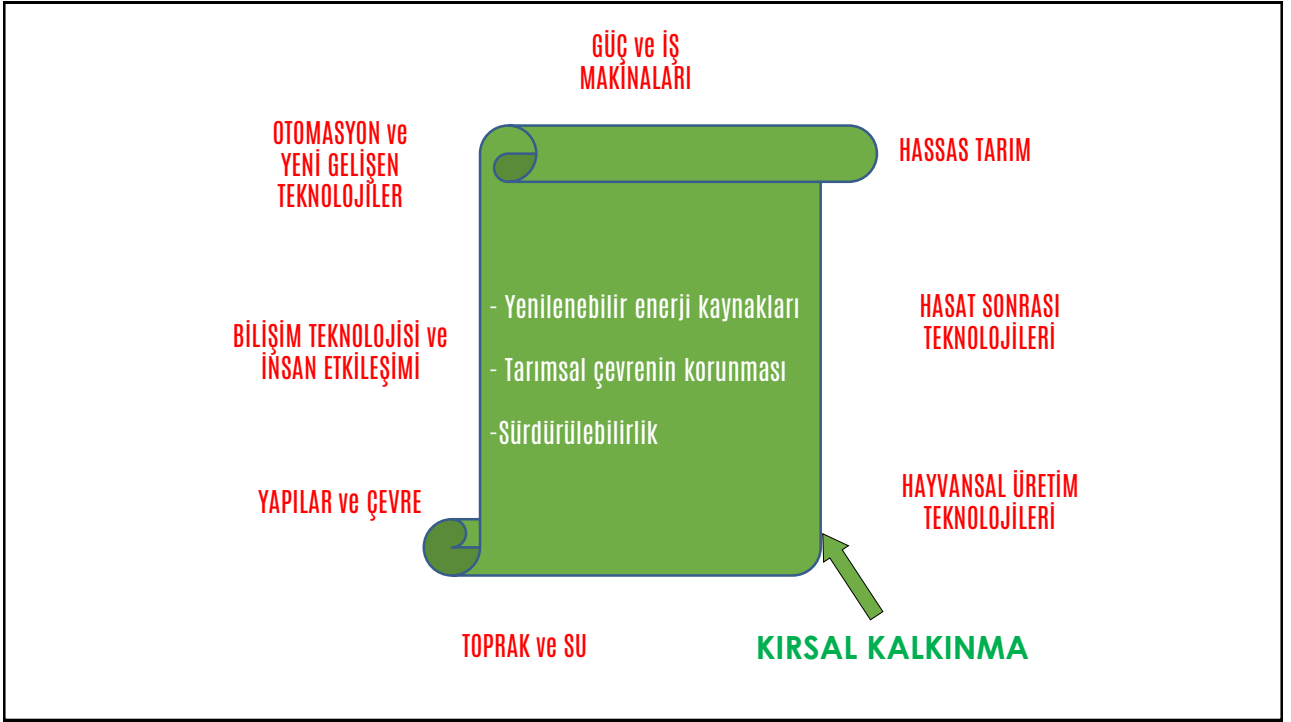 GÜÇ ve İŞ
MAKİNALARI
OTOMASYON ve
YENİ GELİŞEN
TEKNOLOJİLER
HASSAS TARIM
- Yenilenebilir enerji kaynakları
- Tarımsal çevrenin korunması
-Sürdürülebilirlik
HASAT SONRASI
TEKNOLOJİLERİ
BİLİŞİM TEKNOLOJİSİ ve
İNSAN ETKİLEŞİMİ
YAPILAR ve ÇEVRE
HAYVANSAL ÜRETİM
TEKNOLOJİLERİ
TOPRAK ve SU
KIRSAL KALKINMA